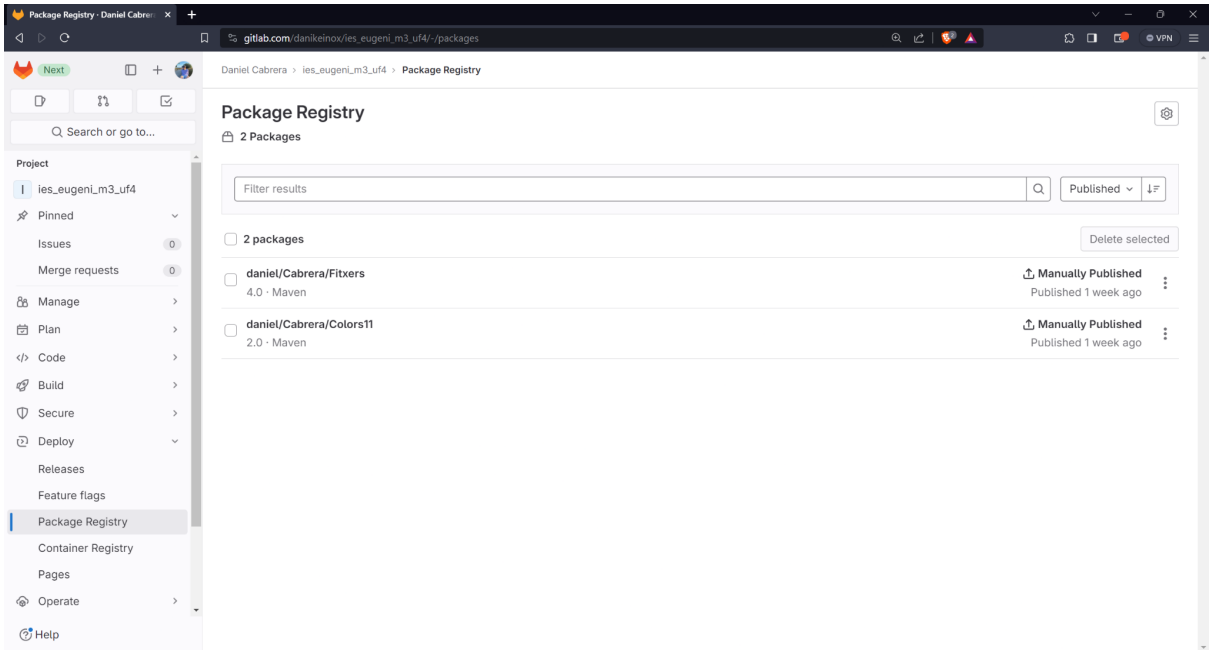 Package Registry · Daniel Cabrer
gitlab.com/danikeinox/ies_eugeni_m3_uf4/-/packages
VPN
Next
Daniel Cabrera > ies_eugeni_m3_uf4 > Package Registry
Search or go to...
Project
I ies_eugeni_m3_uf4
Pinned
Issues 0
Merge requests 0
Manage
Plan
Code
Build
Secure
Deploy
Releases
Feature flags
Package Registry
Container Registry
Pages
Operate
Help
Package Registry
2 Packages
Filter results
Published
2 packages
Delete selected
daniel/Cabrera/Fitxers
Manually Published
4.0 · Maven
Published 1 week ago
daniel/Cabrera/Colors11
Manually Published
2.0 · Maven
Published 1 week ago